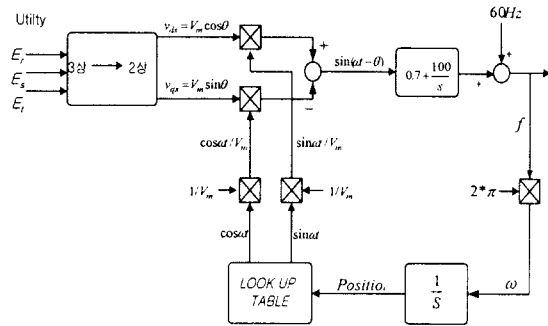 Utilty
E_r
E_s
E_t
3상 → 2상
v_ds = V_m cosθ
v_qs = V_m sinθ
+
−
sin(ωt − θ)
0.7 + 100/s
60Hz
+
+
f
cosωt/V_m
sinωt/V_m
1/V_m
1/V_m
2*π
cosωt
sinωt
LOOK UP
TABLE
Positio.
1/S
ω